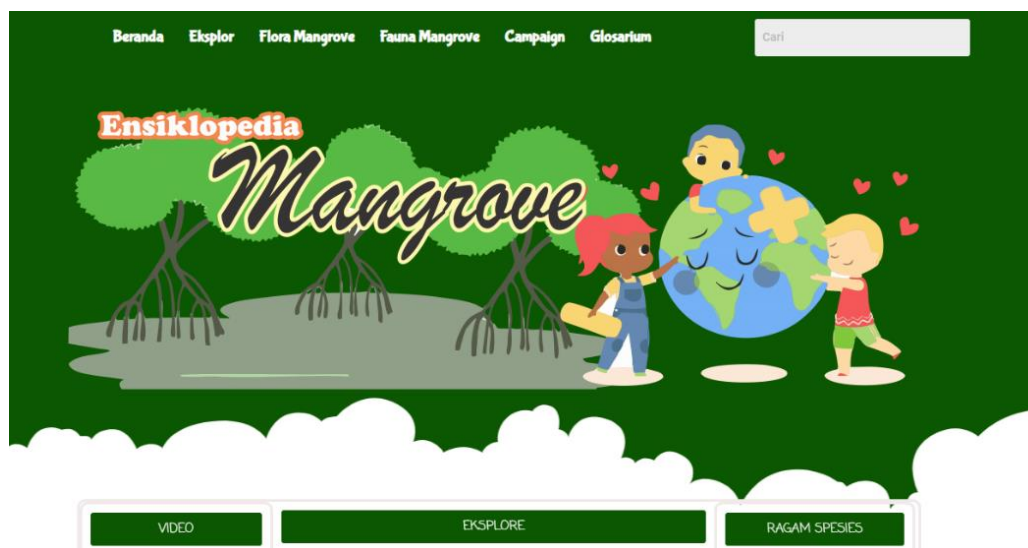 Beranda Eksplor Flora Mangrove Fauna Mangrove Campaign Glosarium Cari
Ensiklopedia
Mangrove
VIDEO EKSPLORE RAGAM SPESIES